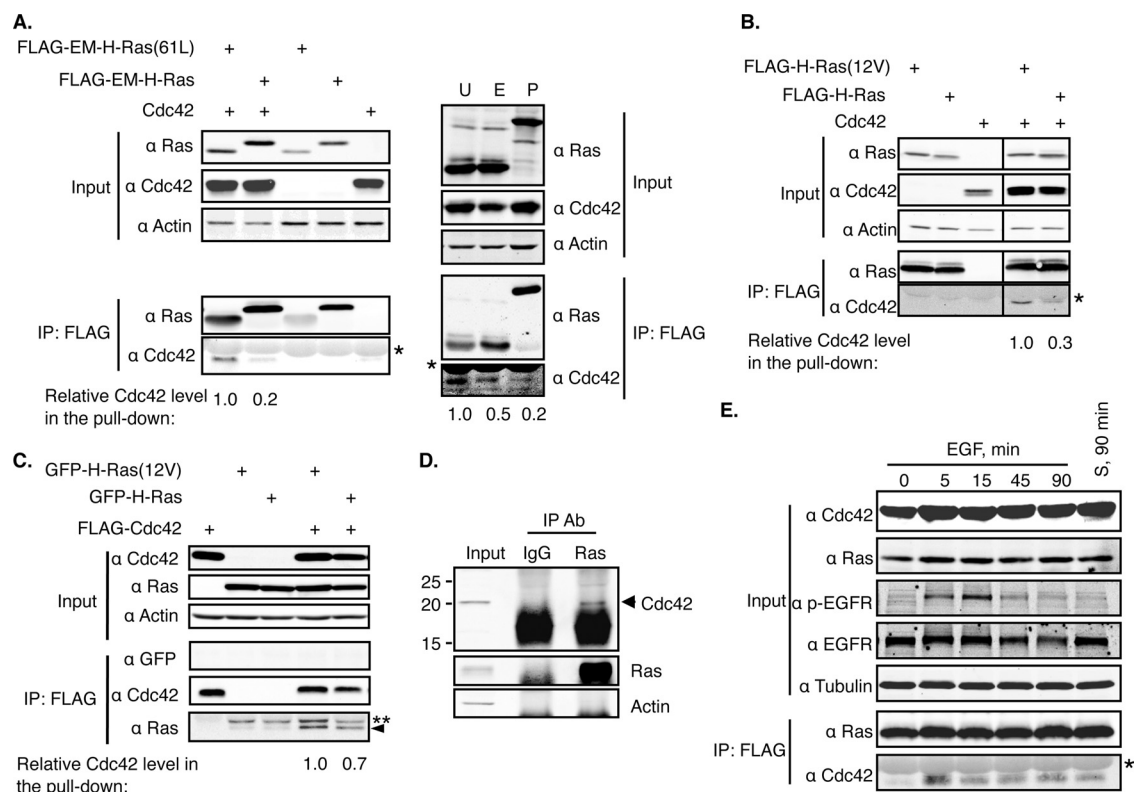 A.
FLAG-EM-H-Ras(61L) + +
FLAG-EM-H-Ras + +
Cdc42 + + +
Input
α Ras
α Cdc42
α Actin
IP: FLAG
α Ras
α Cdc42 *
Relative Cdc42 level 1.0 0.2
in the pull-down:
U E P
α Ras
α Cdc42
α Actin
Input
α Ras
* α Cdc42
IP: FLAG
1.0 0.5 0.2
B.
FLAG-H-Ras(12V) + +
FLAG-H-Ras + +
Cdc42 + + +
Input
α Ras
α Cdc42
α Actin
IP: FLAG
α Ras
α Cdc42 *
Relative Cdc42 level 1.0 0.3
in the pull-down:
C.
GFP-H-Ras(12V) + +
GFP-H-Ras + +
FLAG-Cdc42 + + +
Input
α Cdc42
α Ras
α Actin
IP: FLAG
α GFP
α Cdc42
α Ras **
Relative Cdc42 level in 1.0 0.7
the pull-down:
D.
IP Ab
Input IgG Ras
25
20 Cdc42
15
Ras
Actin
E.
EGF, min
0 5 15 45 90 S, 90 min
Input
α Cdc42
α Ras
α p-EGFR
α EGFR
α Tubulin
IP: FLAG
α Ras
α Cdc42 *